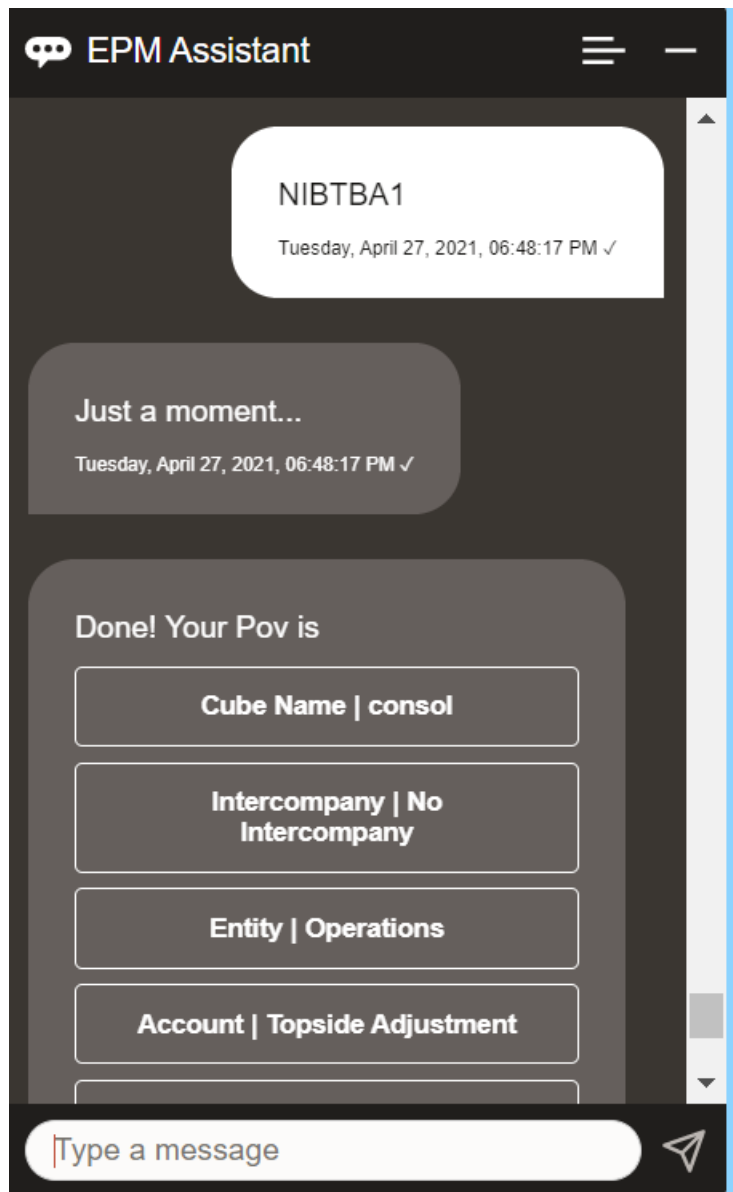 EPM Assistant
NIBTBA1
Tuesday, April 27, 2021, 06:48:17 PM ✓
Just a moment...
Tuesday, April 27, 2021, 06:48:17 PM ✓
Done! Your Pov is
Cube Name | consol
Intercompany | No
Intercompany
Entity | Operations
Account | Topside Adjustment
Type a message